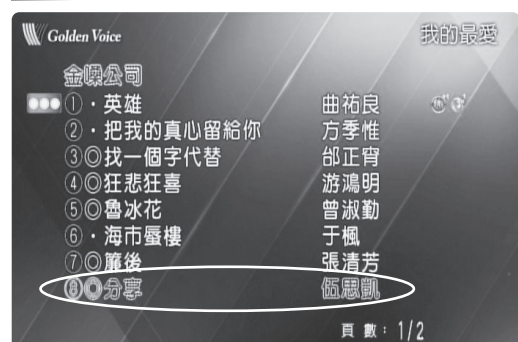 Golden Voice 我的最愛
金嗓公司
①・英雄 曲祐良
②・把我的真心留給你 方季惟
③◎找一個字代替 邰正宵
④◎狂悲狂喜 游鴻明
⑤◎魯冰花 曾淑勤
⑥・海市蜃樓 于楓
⑦◎簾後 張清芳
⑧◎分享 伍思凱
頁數：1/2